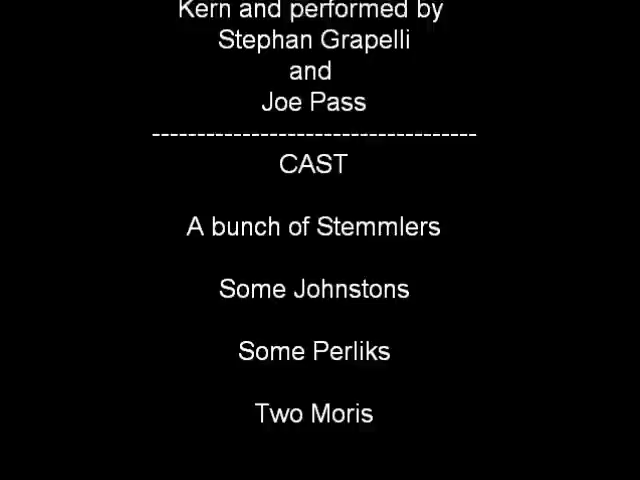 Kern and performed by
Stephan Grapelli
and
Joe Pass
------------------------------------
CAST
A bunch of Stemmlers
Some Johnstons
Some Perliks
Two Moris